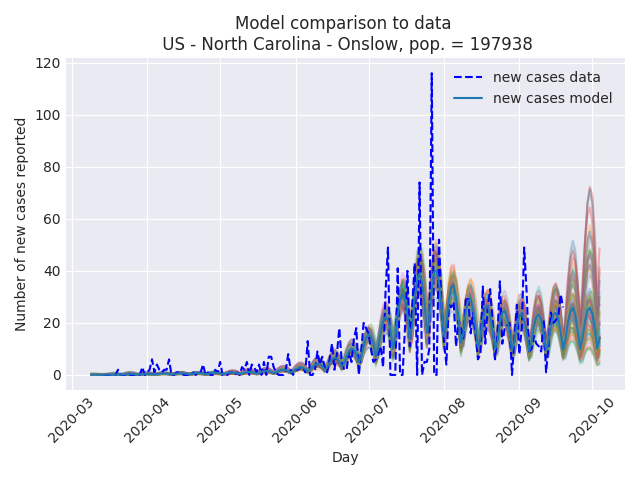 Model comparison to data
US - North Carolina - Onslow, pop. = 197938
new cases data
new cases model
Number of new cases reported
120
100
80
60
40
20
0
2020-03
2020-04
2020-05
2020-06
2020-07
2020-08
2020-09
2020-10
Day